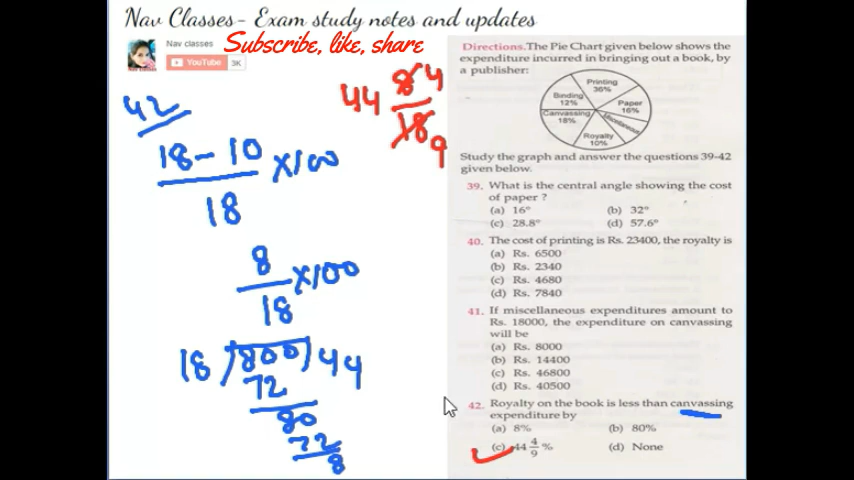 Nav Classes- Exam study notes and updates
Nav classes
Subscribe, like, share
YouTube 3K
42
18 - 10 ×100
18
8 ×100
18
18 ) 800 ( 44
72
80
72
8
44 8 4
18 9
Directions. The Pie Chart given below shows the
expenditure incurred in bringing out a book, by
a publisher:
Printing
36%
Binding
12%
Paper
16%
Canvassing
18%
Miscellaneous
Royalty
10%
Study the graph and answer the questions 39-42
given below.
39. What is the central angle showing the cost
of paper ?
(a) 16° (b) 32°
(c) 28.8° (d) 57.6°
40. The cost of printing is Rs. 23400, the royalty is
(a) Rs. 6500
(b) Rs. 2340
(c) Rs. 4680
(d) Rs. 7840
41. If miscellaneous expenditures amount to
Rs. 18000, the expenditure on canvassing
will be
(a) Rs. 8000
(b) Rs. 14400
(c) Rs. 46800
(d) Rs. 40500
42. Royalty on the book is less than canvassing
expenditure by
(a) 8% (b) 80%
(c) 44 4/9 % (d) None